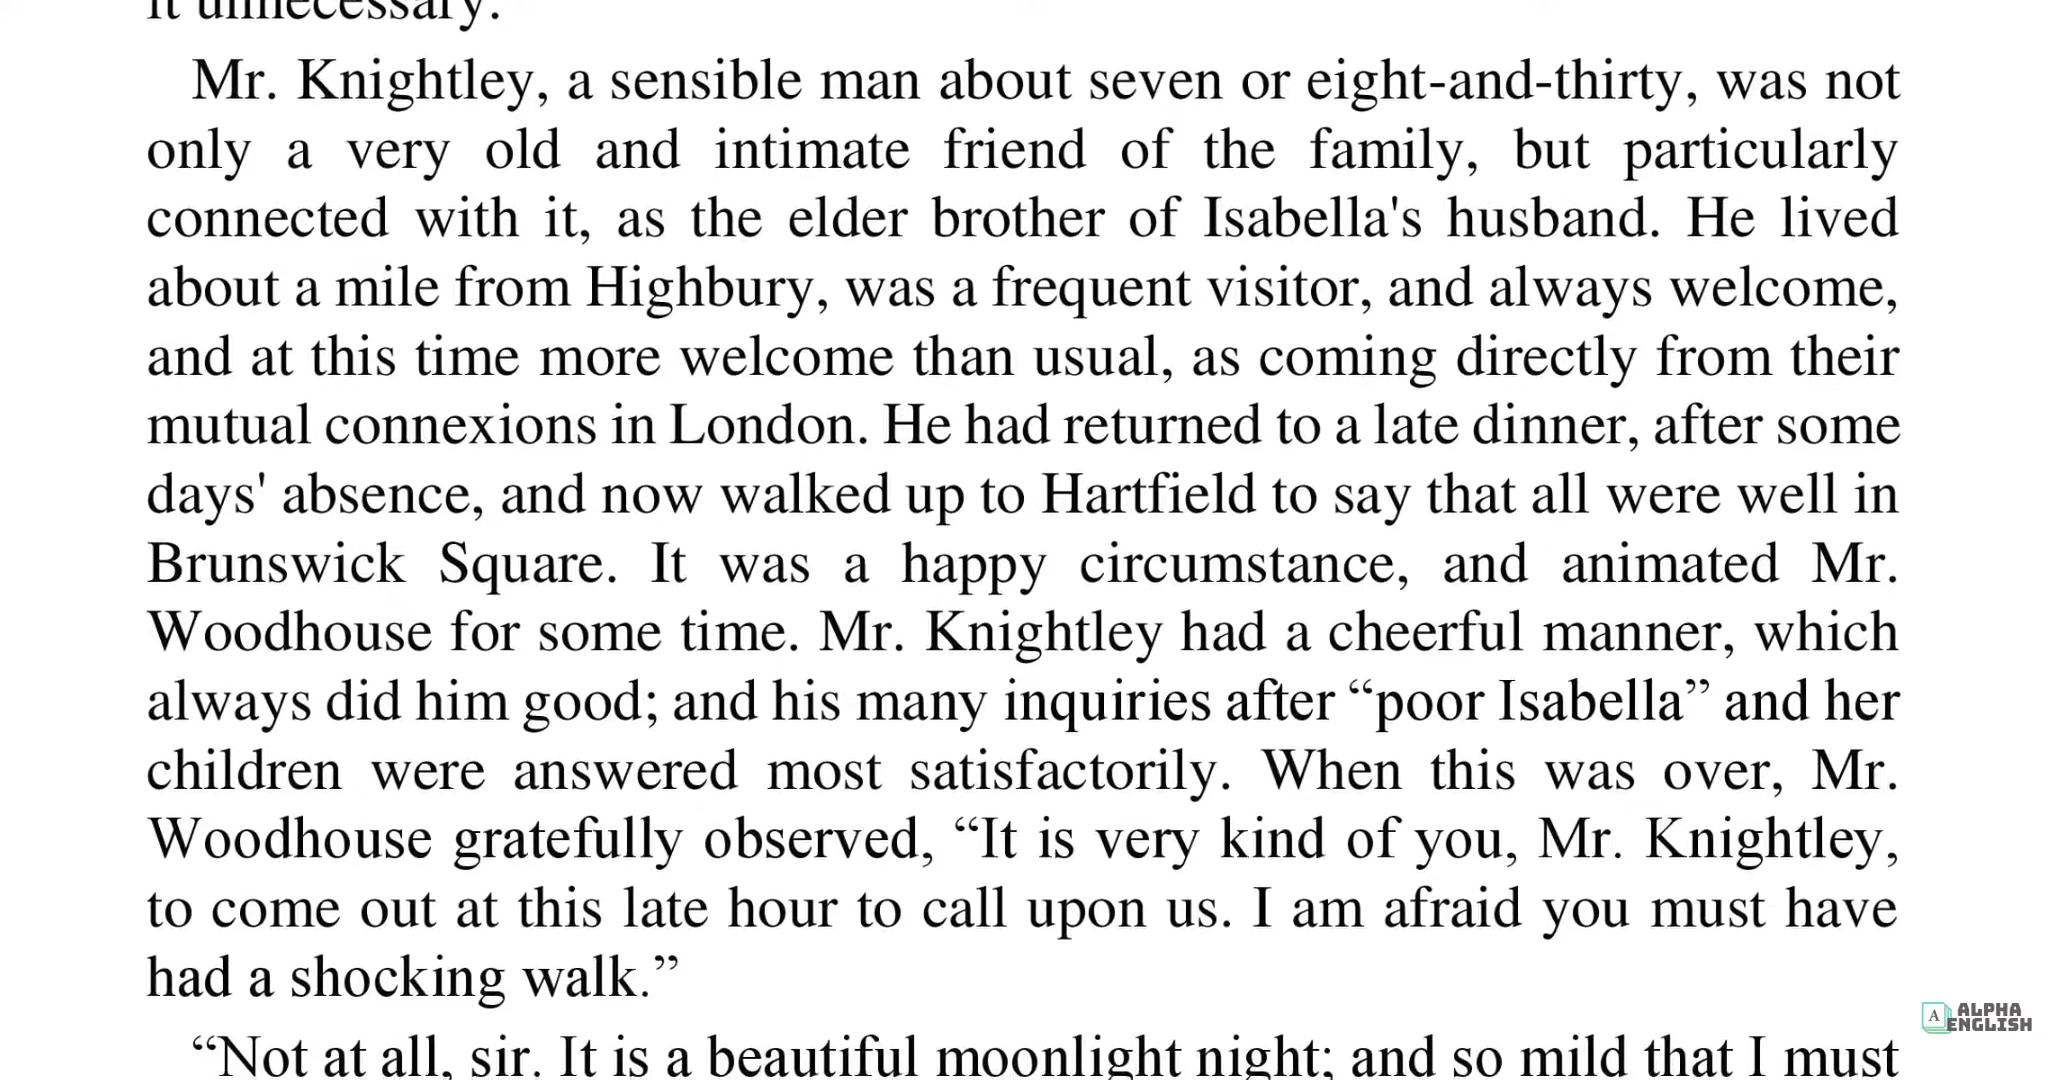 it unnecessary.
Mr. Knightley, a sensible man about seven or eight-and-thirty, was not
only a very old and intimate friend of the family, but particularly
connected with it, as the elder brother of Isabella's husband. He lived
about a mile from Highbury, was a frequent visitor, and always welcome,
and at this time more welcome than usual, as coming directly from their
mutual connexions in London. He had returned to a late dinner, after some
days' absence, and now walked up to Hartfield to say that all were well in
Brunswick Square. It was a happy circumstance, and animated Mr.
Woodhouse for some time. Mr. Knightley had a cheerful manner, which
always did him good; and his many inquiries after “poor Isabella” and her
children were answered most satisfactorily. When this was over, Mr.
Woodhouse gratefully observed, “It is very kind of you, Mr. Knightley,
to come out at this late hour to call upon us. I am afraid you must have
had a shocking walk.”
“Not at all, sir. It is a beautiful moonlight night; and so mild that I must
A ALPHA
ENGLISH